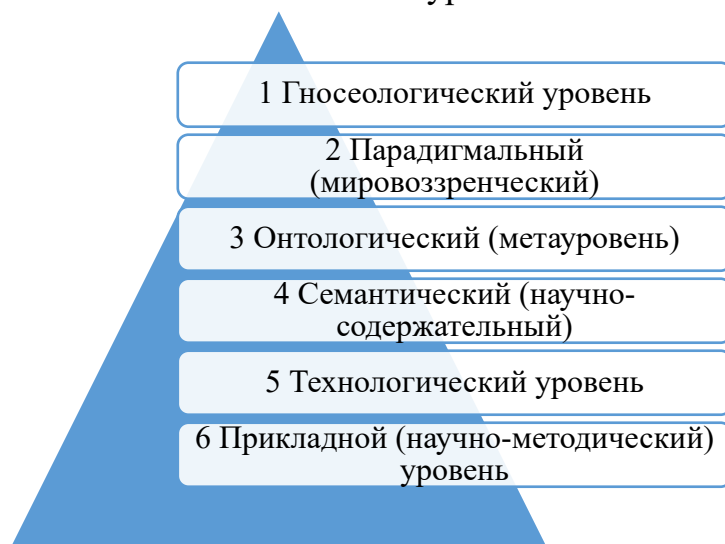 1 Гносеологический уровень
2 Парадигмальный
(мировоззренческий)
3 Онтологический (метауровень)
4 Семантический (научно-
содержательный)
5 Технологический уровень
6 Прикладной (научно-методический)
уровень